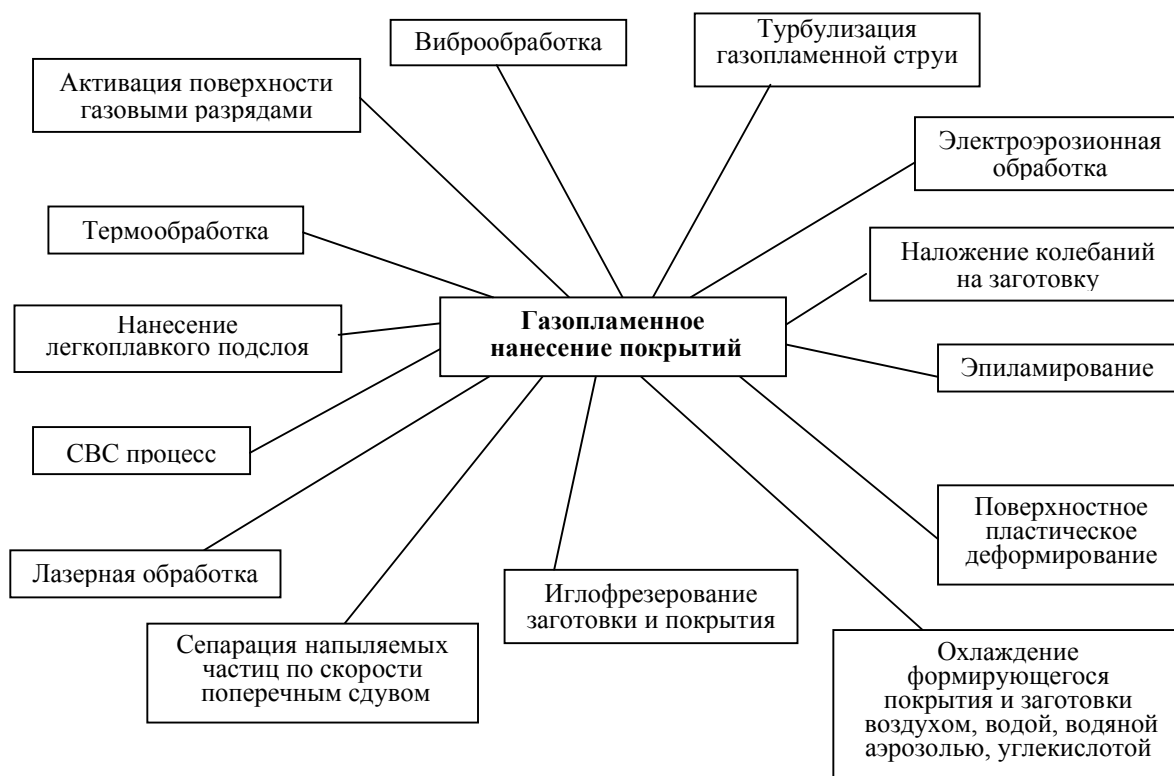 Виброобработка
Турбулизация
газопламенной струи
Активация поверхности
газовыми разрядами
Электроэрозионная
обработка
Термообработка
Наложение колебаний
на заготовку
Нанесение
легкоплавкого подслоя
Газопламенное
нанесение покрытий
Эпиламирование
СВС процесс
Поверхностное
пластическое
деформирование
Лазерная обработка
Иглофрезерование
заготовки и покрытия
Сепарация напыляемых
частиц по скорости
поперечным сдувом
Охлаждение
формирующегося
покрытия и заготовки
воздухом, водой, водяной
аэрозолью, углекислотой